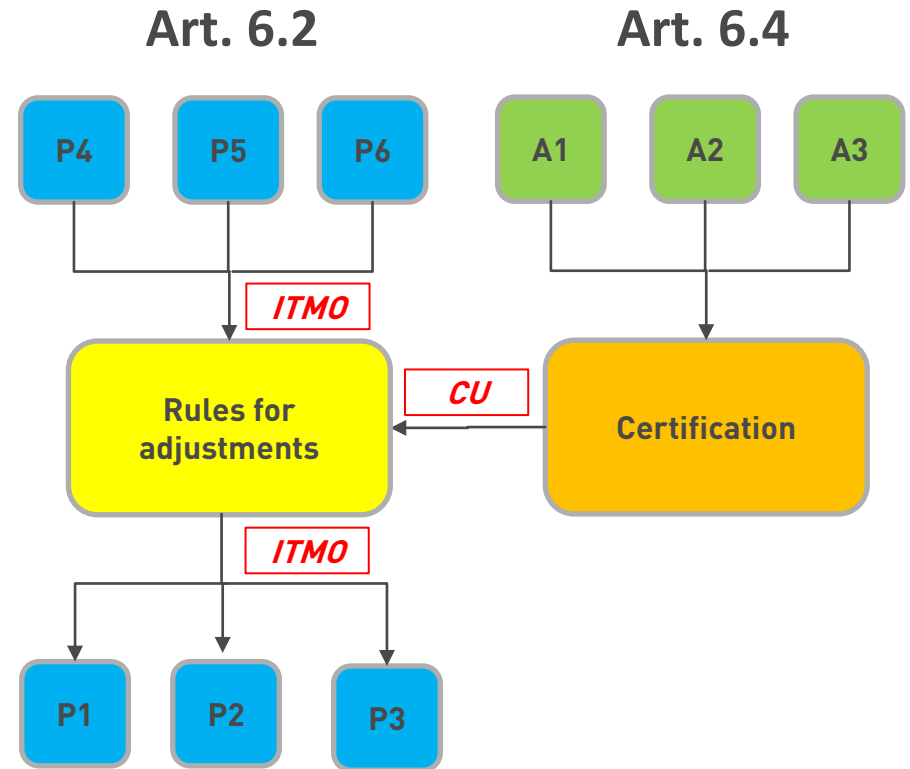 Art. 6.2
Art. 6.4
P4
P5
P6
A1
A2
A3
ITMO
Rules for
adjustments
CU
Certification
ITMO
P1
P2
P3